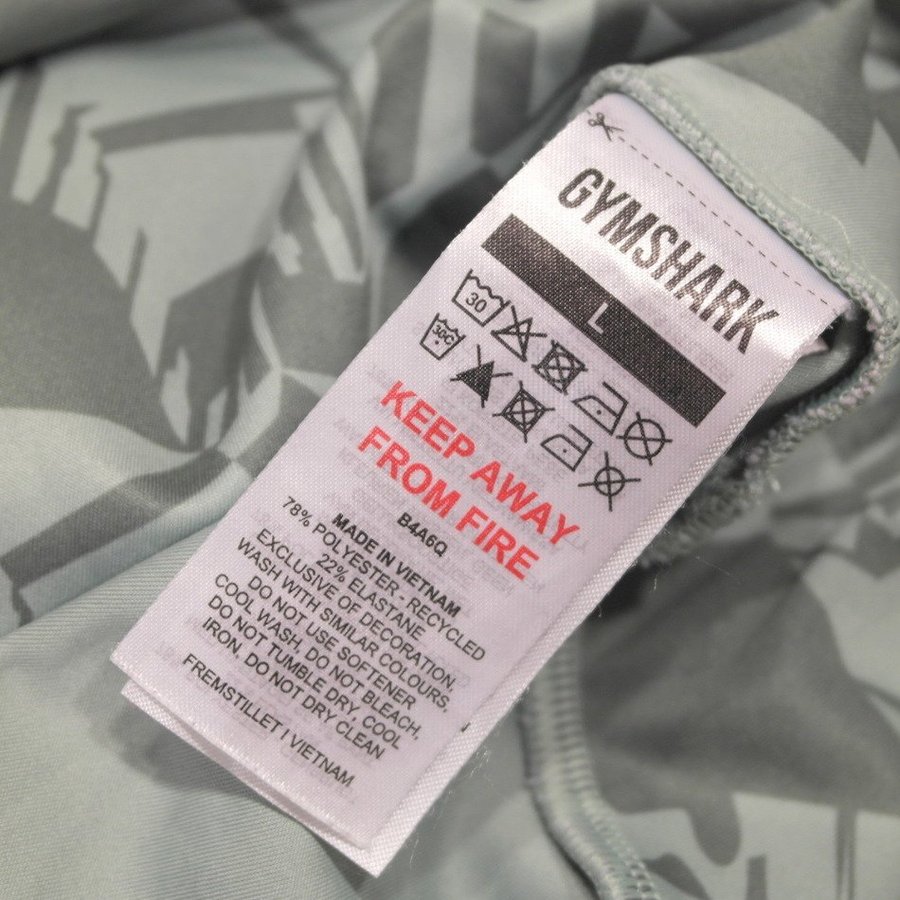 GYMSHARK
L
30
30C
KEEP AWAY
FROM FIRE
B4A6Q
MADE IN VIETNAM
78% POLYESTER - RECYCLED
22% ELASTANE
EXCLUSIVE OF DECORATION,
WASH WITH SIMILAR COLOURS,
DO NOT USE SOFTENER
COOL WASH, DO NOT BLEACH,
DO NOT TUMBLE DRY, COOL
IRON, DO NOT DRY CLEAN
FREMSTILLET I VIETNAM